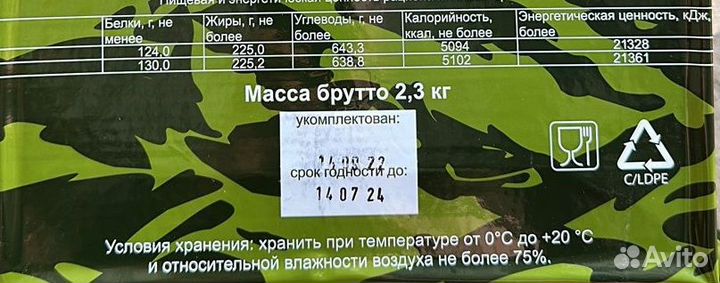 Пищевая и энергетическая ценность
Белки, г, не менее Жиры, г, не более Углеводы, г, не более Калорийность, ккал, не более Энергетическая ценность, кДж, более
124,0 225,0 643,3 5094 21328
130,0 225,2 638,8 5102 21361
Масса брутто 2,3 кг
укомплектован:
срок годности до:
14 07 24
C/LDPE
Условия хранения: хранить при температуре от 0°С до +20 °С
и относительной влажности воздуха не более 75%.
Avito